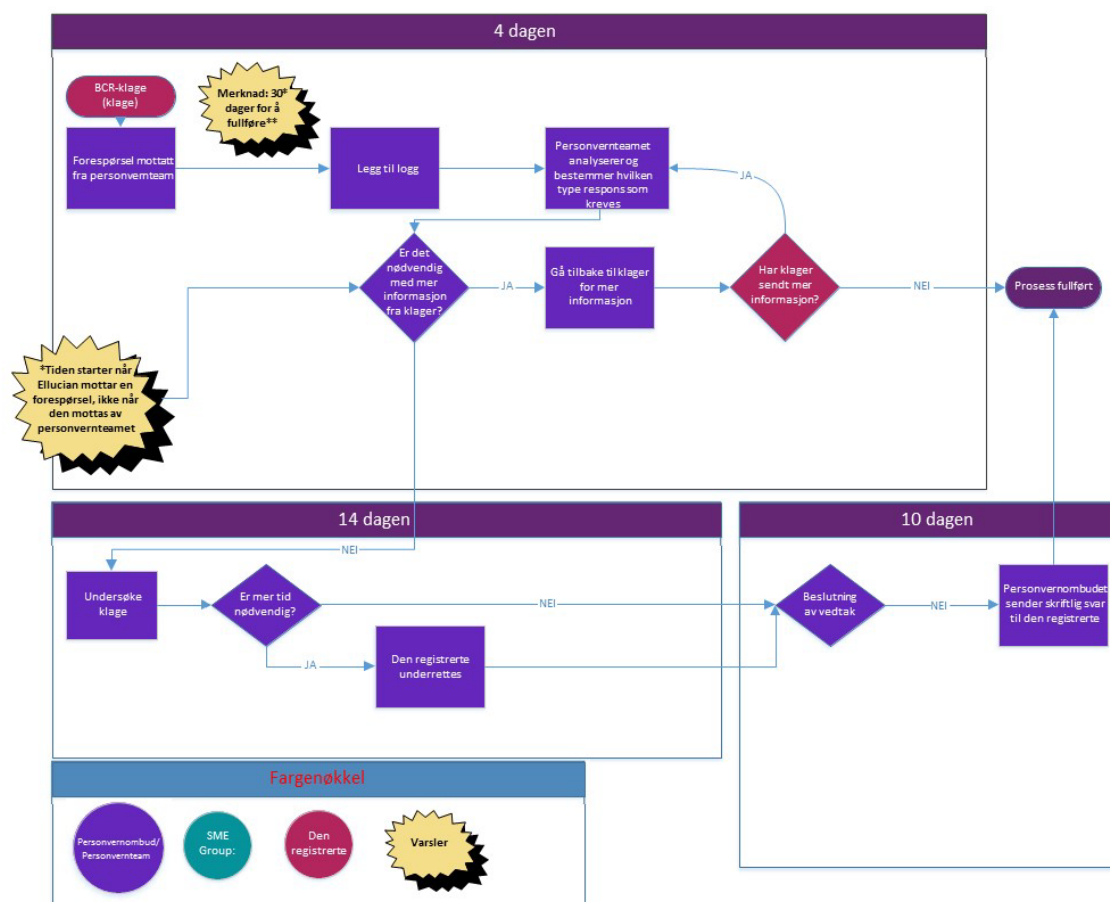 4 dagen
BCR-klage
(klage)
Merknad: 30*
dager for å
fullføre**
Forespørsel mottatt
fra personvernteam
Legg til logg
Personvernteamet
analyserer og
bestemmer hvilken
type respons som
kreves
JA
Er det
nødvendig
med mer
informasjon
fra klager?
JA
Gå tilbake til klager
for mer
informasjon
Har klager
sendt mer
informasjon?
NEI
Prosess fullført
*Tiden starter når
Ellucian mottar en
forespørsel, ikke når
den mottas av
personvernteamet
14 dagen
NEI
Undersøke
klage
Er mer tid
nødvendig?
NEI
JA
Den registrerte
underrettes
10 dagen
Beslutning
av vedtak
NEI
Personvernombudet
sender skriftlig svar
til den registrerte
Fargenøkkel
Personvernombud/
Personvernteam
SME
Group:
Den
registrerte
Varsler